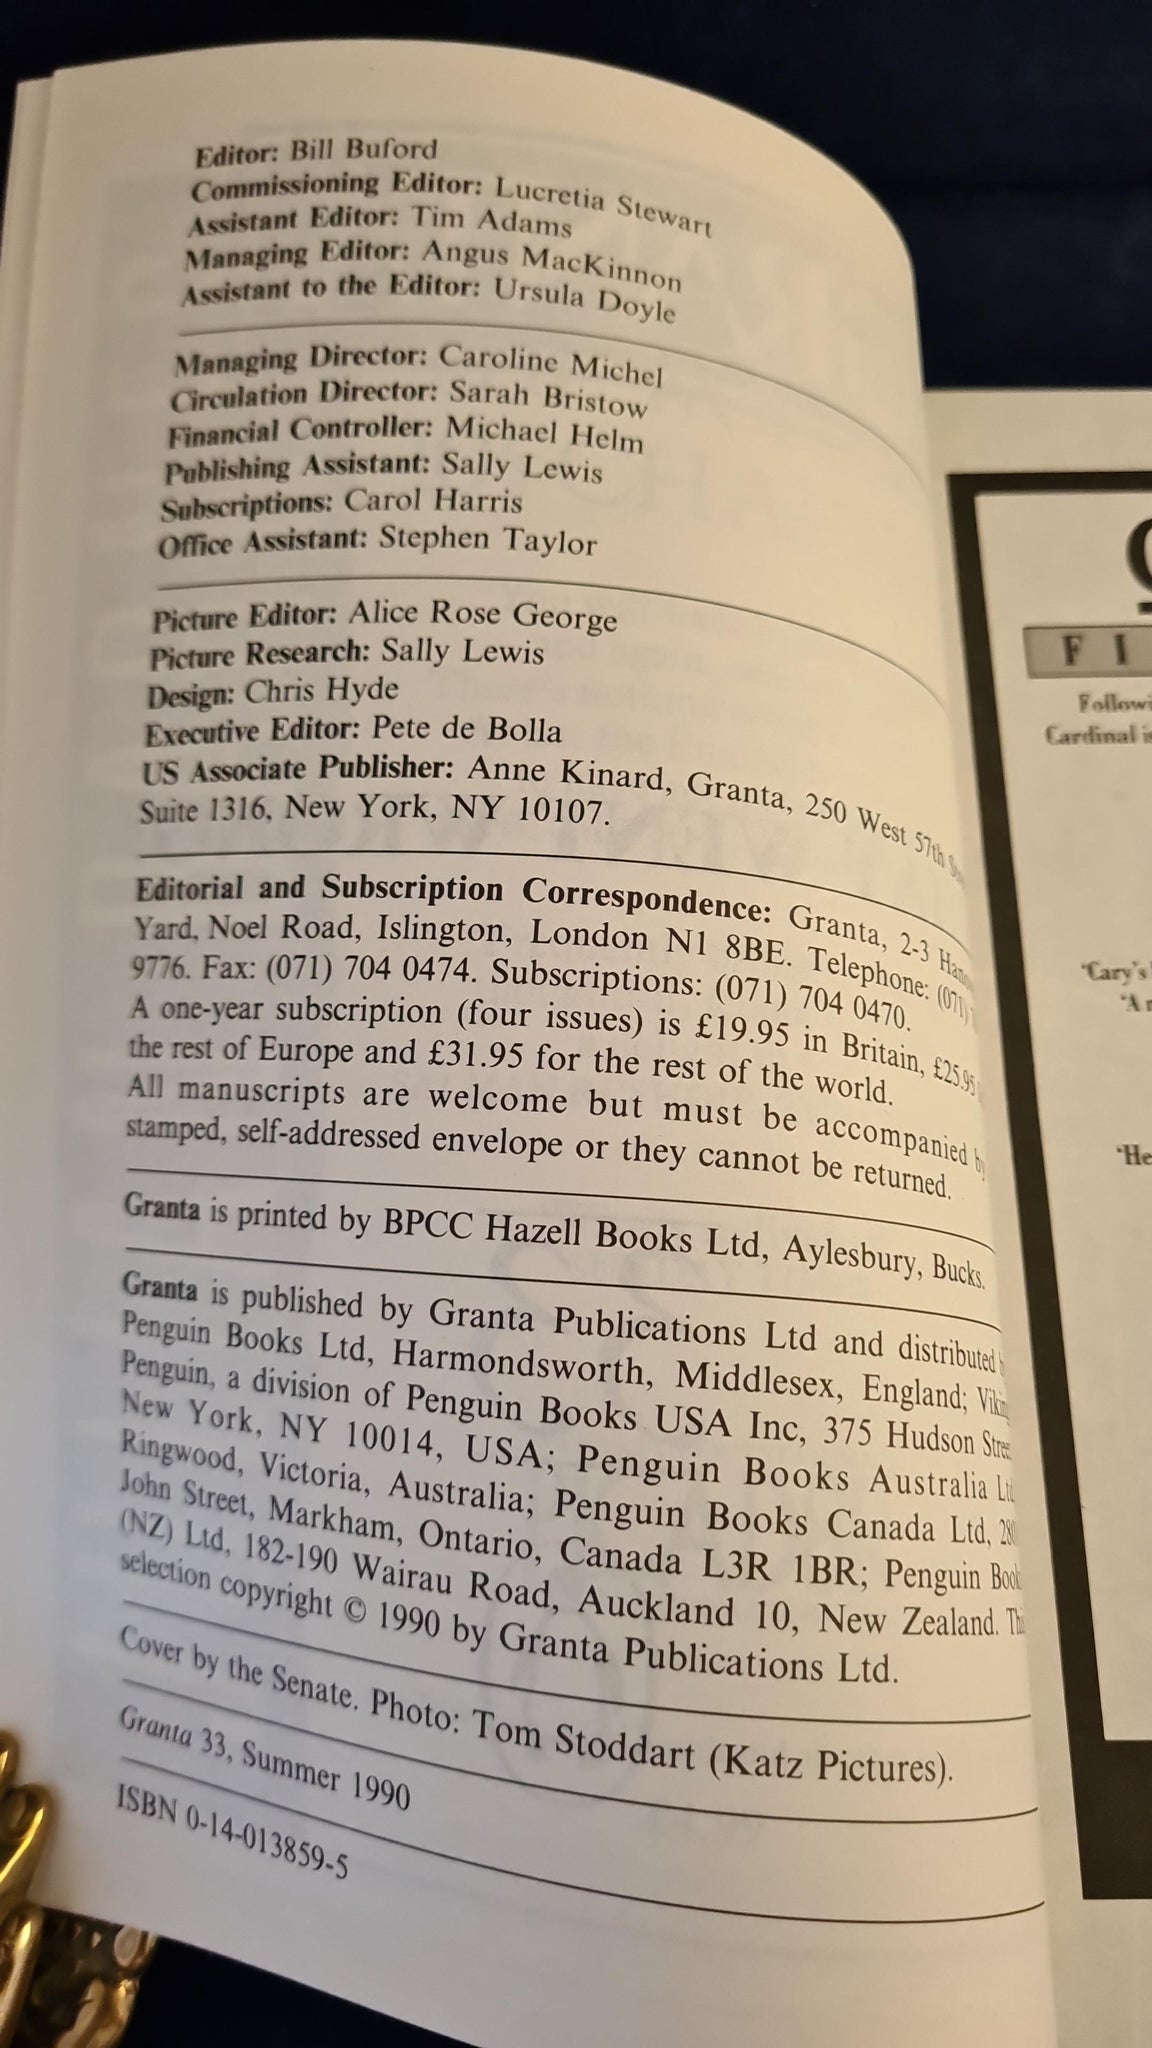 Editor: Bill Buford
Commissioning Editor: Lucretia Stewart
Assistant Editor: Tim Adams
Managing Editor: Angus MacKinnon
Assistant to the Editor: Ursula Doyle
Managing Director: Caroline Michel
Circulation Director: Sarah Bristow
Financial Controller: Michael Helm
Publishing Assistant: Sally Lewis
Subscriptions: Carol Harris
Office Assistant: Stephen Taylor
Picture Editor: Alice Rose George
Picture Research: Sally Lewis
Design: Chris Hyde
Executive Editor: Pete de Bolla
US Associate Publisher: Anne Kinard, Granta, 250 West 57th
Suite 1316, New York, NY 10107.
Editorial and Subscription Correspondence: Granta, 2-3
Yard, Noel Road, Islington, London N1 8BE. Telephone: (071)
9776. Fax: (071) 704 0474. Subscriptions: (071) 704 0470.
A one-year subscription (four issues) is £19.95 in Britain, £25.95
the rest of Europe and £31.95 for the rest of the world.
All manuscripts are welcome but must be accompanied
stamped, self-addressed envelope or they cannot be returned.
Granta is printed by BPCC Hazell Books Ltd, Aylesbury, Bucks.
Granta is published by Granta Publications Ltd and distributed
Penguin Books Ltd, Harmondsworth, Middlesex, England;
Penguin, a division of Penguin Books USA Inc, 375 Hudson
New York, NY 10014, USA; Penguin Books Australia
Ringwood, Victoria, Australia; Penguin Books Canada Ltd,
John Street, Markham, Ontario, Canada L3R 1BR; Penguin
(NZ) Ltd, 182-190 Wairau Road, Auckland 10, New Zealand.
selection copyright © 1990 by Granta Publications Ltd.
Cover by the Senate. Photo: Tom Stoddart (Katz Pictures).
Granta 33, Summer 1990
ISBN 0-14-013859-5
F I
Cardinal
'Cary's
'He